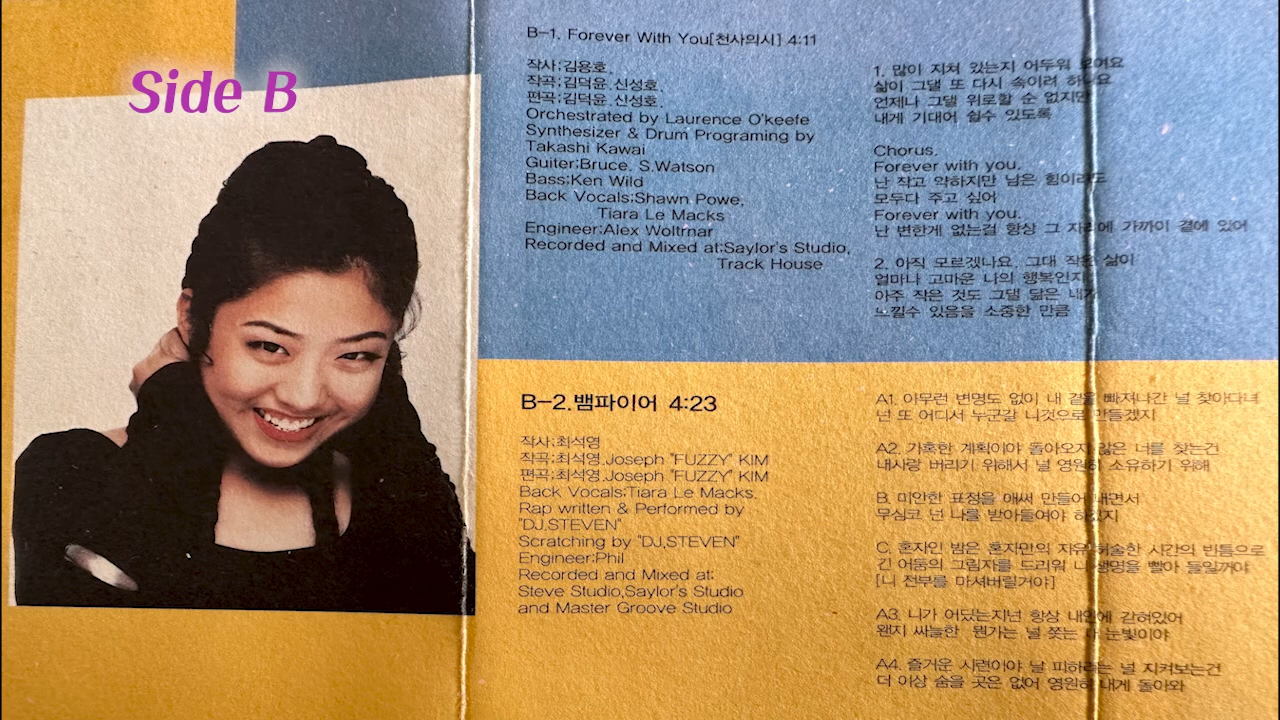 Side B
B-1. Forever With You[천사의시] 4:11
작사;김용호.
작곡;김덕윤. 신성호.
편곡;김덕윤. 신성호.
Orchestrated by Laurence O'keefe
Synthesizer & Drum Programing by
Takashi Kawai
Guiter;Bruce. S.Watson
Bass;Ken Wild
Back Vocals;Shawn Powe,
Tiara Le Macks
Engineer;Alex Woltrnar
Recorded and Mixed at;Saylor's Studio,
Track House
1. 많이 지쳐 있는지 어두워 보여요
삶이 그댈 또 다시 속이려 하나요
언제나 그댈 위로할 순 없지만
내게 기대어 쉴수 있도록
Chorus.
Forever with you.
난 작고 약하지만 남은 힘이라도
모두다 주고 싶어
Forever with you.
난 변한게 없는걸 항상 그 자리에 가까이 곁에 있어
2. 아직 모르겠나요. 그대 작은 삶이
얼마나 고마운 나의 행복인지
아주 작은 것도 그댈 닮은 내가
느낄수 있음을 소중한 만큼
B-2.뱀파이어 4:23
작사;최석영
작곡;최석영.Joseph "FUZZY" KIM
편곡;최석영.Joseph "FUZZY" KIM
Back Vocals;Tiara Le Macks.
Rap written & Performed by
"DJ,STEVEN"
Scratching by "DJ,STEVEN"
Engineer;Phil
Recorded and Mixed at;
Steve Studio,Saylor's Studio
and Master Groove Studio
A1. 아무런 변명도 없이 내 곁을 빠져나간 널 찾아다녀
넌 또 어디서 누군갈 니것으로 만들겠지
A2. 가혹한 계획이야 돌아오지 않은 너를 찾는건
내사랑 버리기 위해서 널 영원히 소유하기 위해
B. 미안한 표정을 애써 만들어 내면서
무심코 넌 나를 받아들여야 하겠지
C. 혼자인 밤은 혼자만의 자유 허술한 시간의 빈틈으로
긴 어둠의 그림자를 드리워 니 생명을 빨아 들일꺼야
[니 전부를 마셔버릴거야]
A3. 니가 어딨는지넌 항상 내안에 갇혀있어
왠지 싸늘한 뭔가는 널 쫓는 내 눈빛이야
A4. 즐거운 시련이야 날 피하려는 널 지켜보는건
더 이상 숨을 곳은 없어 영원히 내게 돌아와